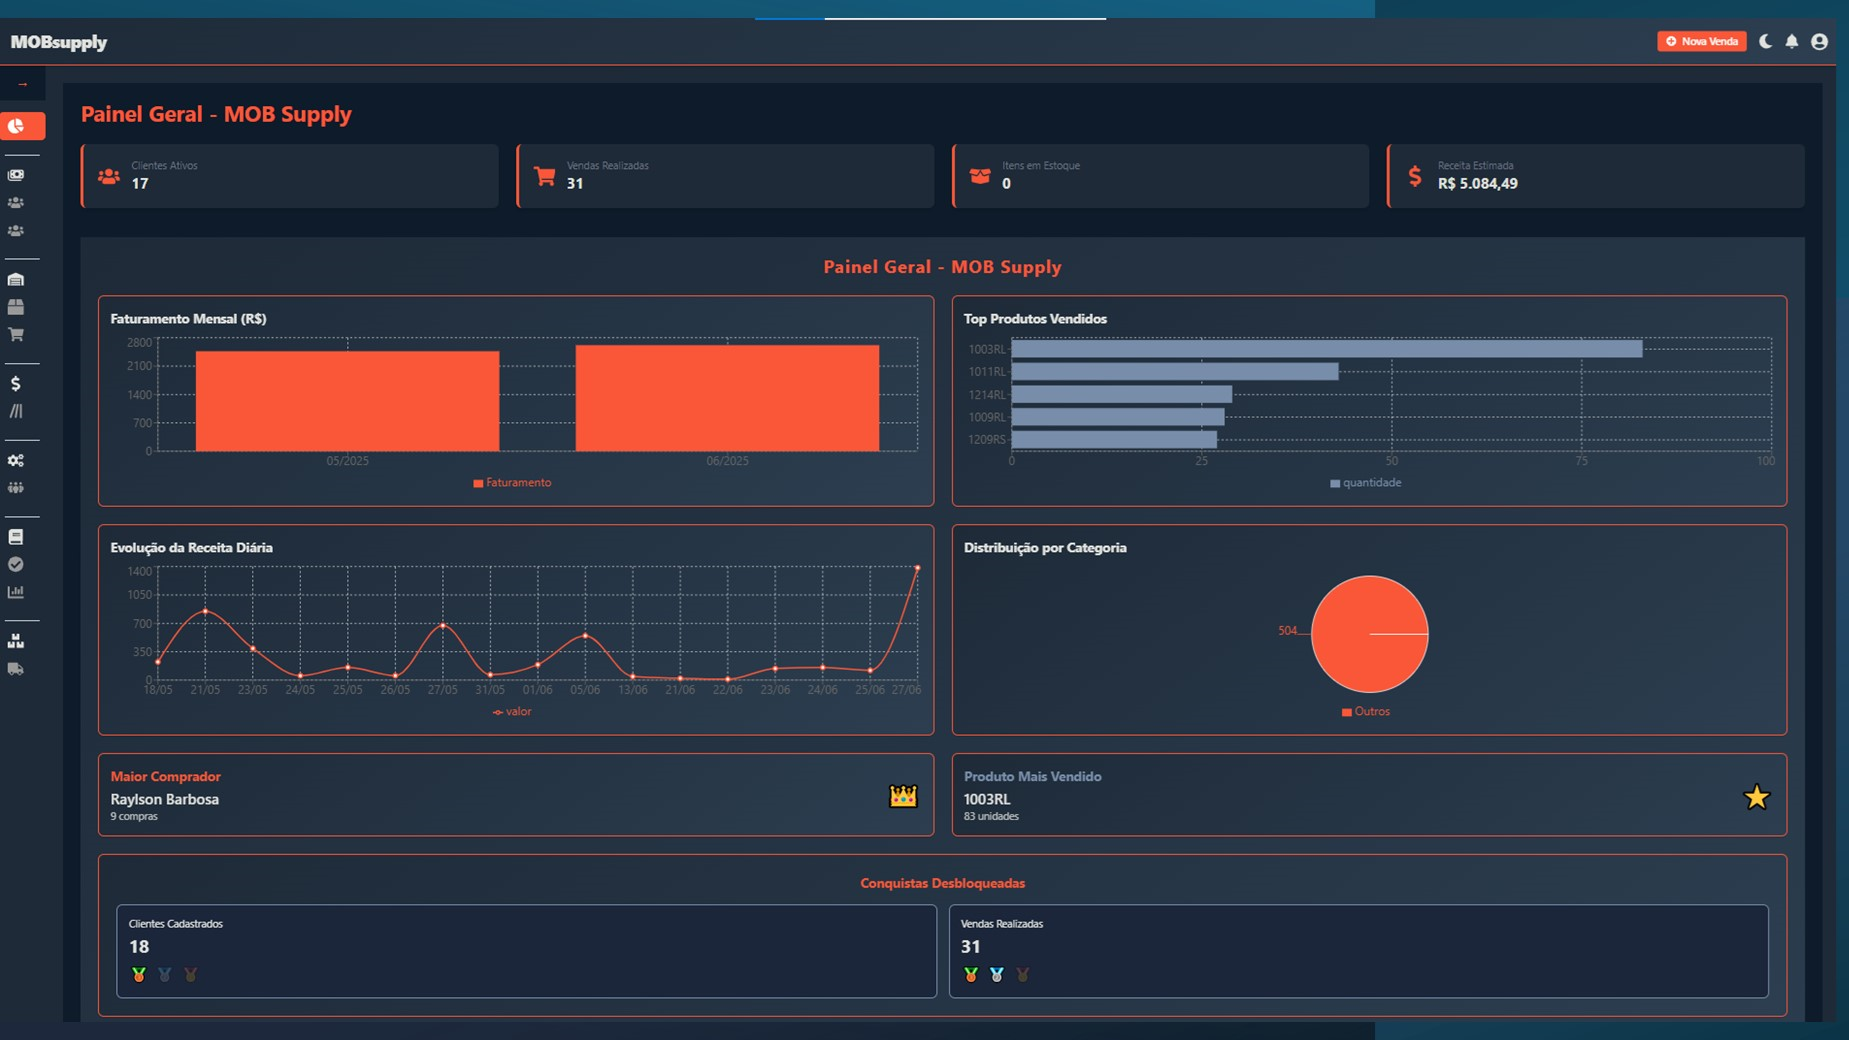 MOBsupply
Nova Venda
→
Painel Geral - MOB Supply
Clientes Ativos
17
Vendas Realizadas
31
Itens em Estoque
0
Receita Estimada
R$ 5.084,49
Painel Geral - MOB Supply
Faturamento Mensal (R$)
2800
2100
1400
700
0
05/2025
06/2025
Faturamento
Top Produtos Vendidos
1003RL
1011RL
1214RL
1009RL
1209RS
0
25
50
75
100
quantidade
Evolução da Receita Diária
1400
1050
700
350
0
18/05
21/05
23/05
24/05
25/05
26/05
27/05
31/05
01/06
05/06
13/06
21/06
22/06
23/06
24/06
25/06
27/06
valor
Distribuição por Categoria
504
Outros
Maior Comprador
Raylson Barbosa
9 compras
Produto Mais Vendido
1003RL
83 unidades
Conquistas Desbloqueadas
Clientes Cadastrados
18
Vendas Realizadas
31